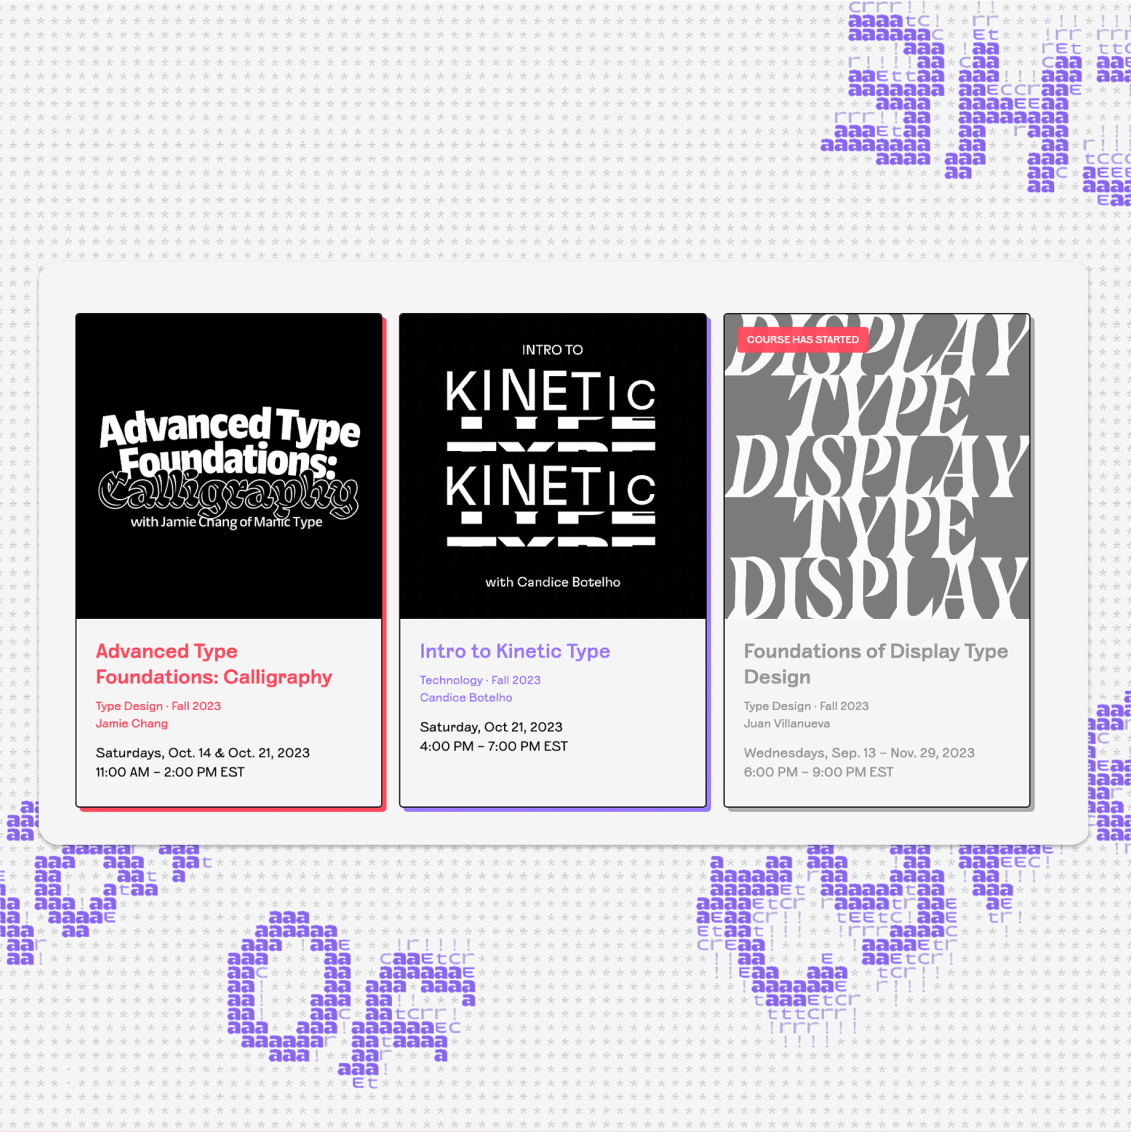 Advanced Type
Foundations:
Calligraphy
with Jamie Chang of Manic Type
Advanced Type
Foundations: Calligraphy
Type Design · Fall 2023
Jamie Chang
Saturdays, Oct. 14 & Oct. 21, 2023
11:00 AM – 2:00 PM EST
INTRO TO
KINETIC
TYPE
TYPE
KINETIC
TYPE
TYPE
with Candice Botelho
Intro to Kinetic Type
Technology · Fall 2023
Candice Botelho
Saturday, Oct 21, 2023
4:00 PM – 7:00 PM EST
COURSE HAS STARTED
DISPLAY
TYPE
DISPLAY
TYPE
DISPLAY
Foundations of Display Type
Design
Type Design · Fall 2023
Juan Villanueva
Wednesdays, Sep. 13 – Nov. 29, 2023
6:00 PM – 9:00 PM EST